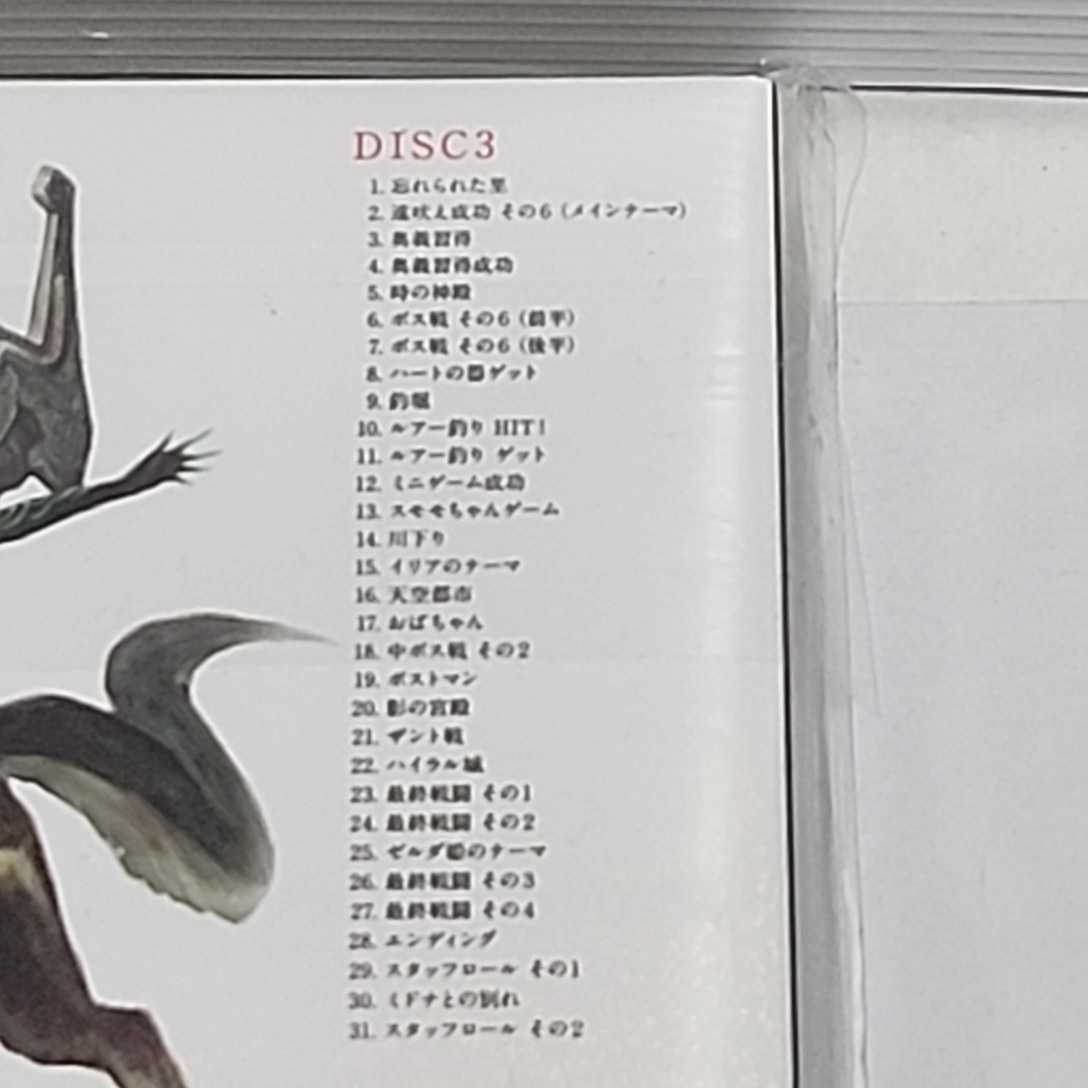 DISC3
1. 忘れられた里
2. 遠吠え成功 その6（メインテーマ）
3. 奥義習得
4. 奥義習得成功
5. 時の神殿
6. ボス戦 その6（前半）
7. ボス戦 その6（後半）
8. ハートの器ゲット
9. 釣堀
10. ルアー釣り HIT!
11. ルアー釣り ゲット
12. ミニゲーム成功
13. スモモちゃんゲーム
14. 川下り
15. イリアのテーマ
16. 天空都市
17. おばちゃん
18. 中ボス戦 その2
19. ポストマン
20. 影の宮殿
21. ザント戦
22. ハイラル城
23. 最終戦闘 その1
24. 最終戦闘 その2
25. ゼルダ姫のテーマ
26. 最終戦闘 その3
27. 最終戦闘 その4
28. エンディング
29. スタッフロール その1
30. ミドナとの別れ
31. スタッフロール その2